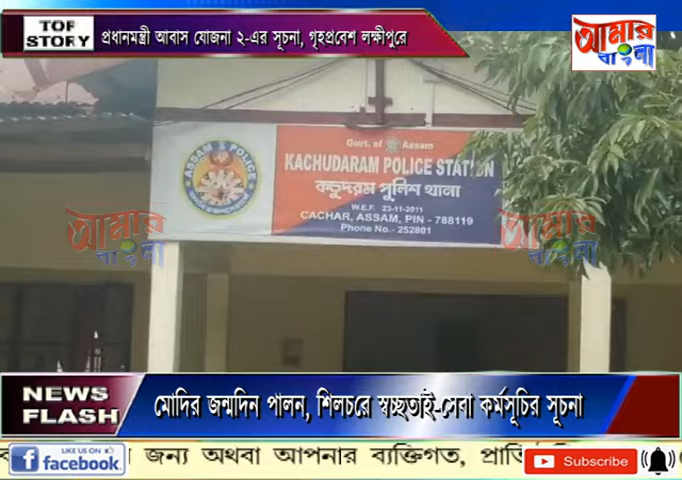 TOP STORY
প্রধানমন্ত্রী আবাস যোজনা ২-এর সূচনা, গৃহপ্রবেশ লক্ষীপুরে
আমার বাংলা
Govt. of Assam
KACHUDARAM POLICE STATION
কচুদরম পুলিশ থানা
W.E.F. 23-11-2011
CACHAR, ASSAM, PIN - 788119
Phone No.- 252801
ASSAM POLICE
আমার বাংলা
আমার বাংলা
NEWS FLASH
মোদির জন্মদিন পালন, শিলচরে স্বচ্ছতাই-সেবা কর্মসূচির সূচনা
LIKE US ON
facebook
জন্য অথবা আপনার ব্যক্তিগত,
Subscribe